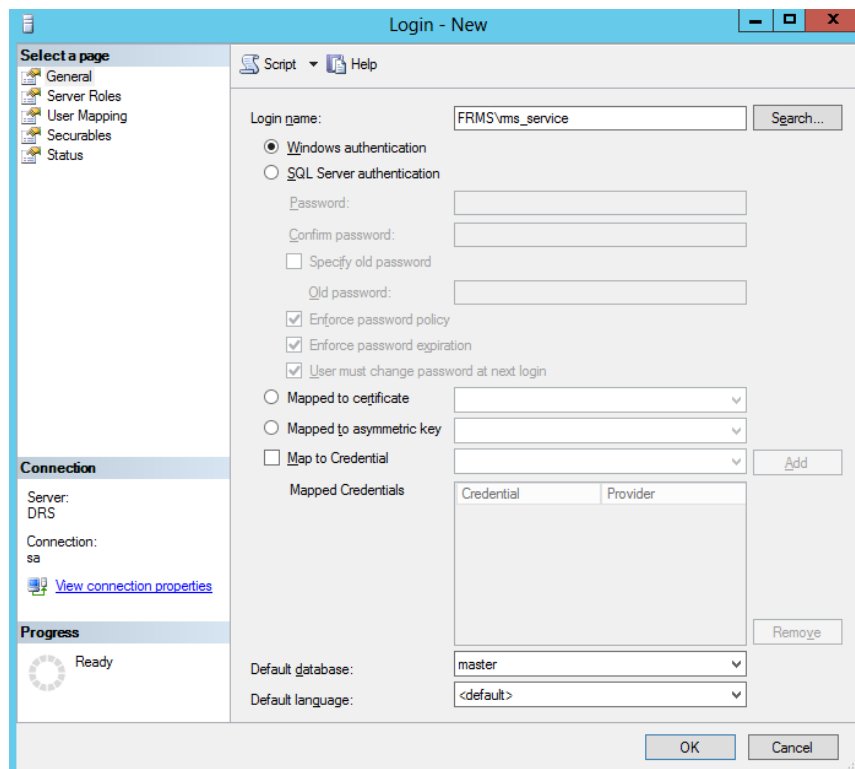 Login - New
Select a page
General
Server Roles
User Mapping
Securables
Status
Script
Help
Login name:
FRMS\rms_service
Search...
Windows authentication
SQL Server authentication
Password:
Confirm password:
Specify old password
Old password:
Enforce password policy
Enforce password expiration
User must change password at next login
Mapped to certificate
Mapped to asymmetric key
Map to Credential
Add
Mapped Credentials
Credential
Provider
Remove
Default database:
master
Default language:
<default>
Connection
Server:
DRS
Connection:
sa
View connection properties
Progress
Ready
OK
Cancel